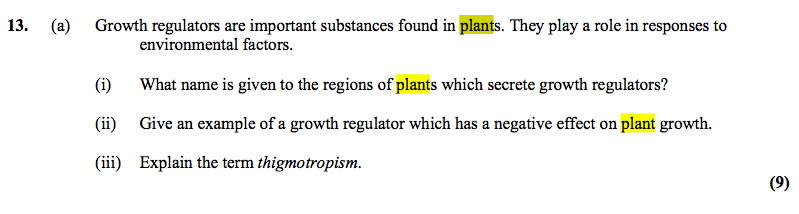 13. (a) Growth regulators are important substances found in plants. They play a role in responses to
environmental factors.
(i) What name is given to the regions of plants which secrete growth regulators?
(ii) Give an example of a growth regulator which has a negative effect on plant growth.
(iii) Explain the term thigmotropism.
(9)